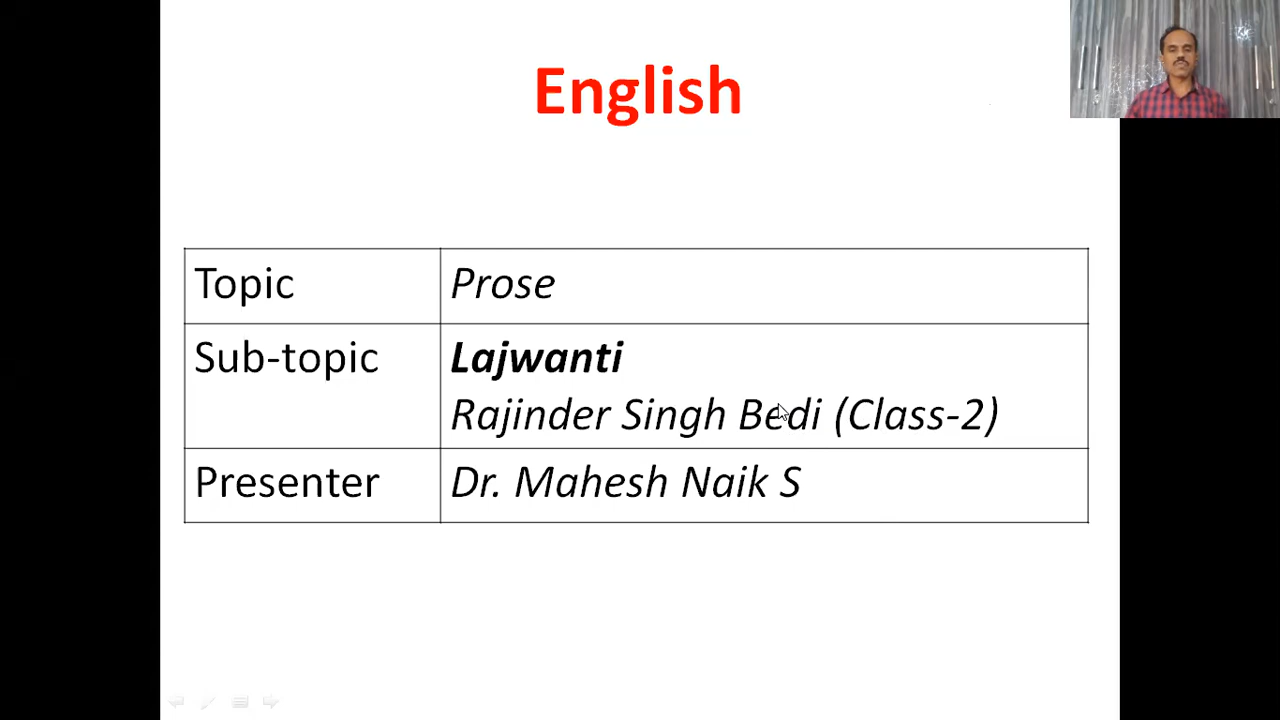 English
Topic Prose
Sub-topic Lajwanti
Rajinder Singh Bedi (Class-2)
Presenter Dr. Mahesh Naik S